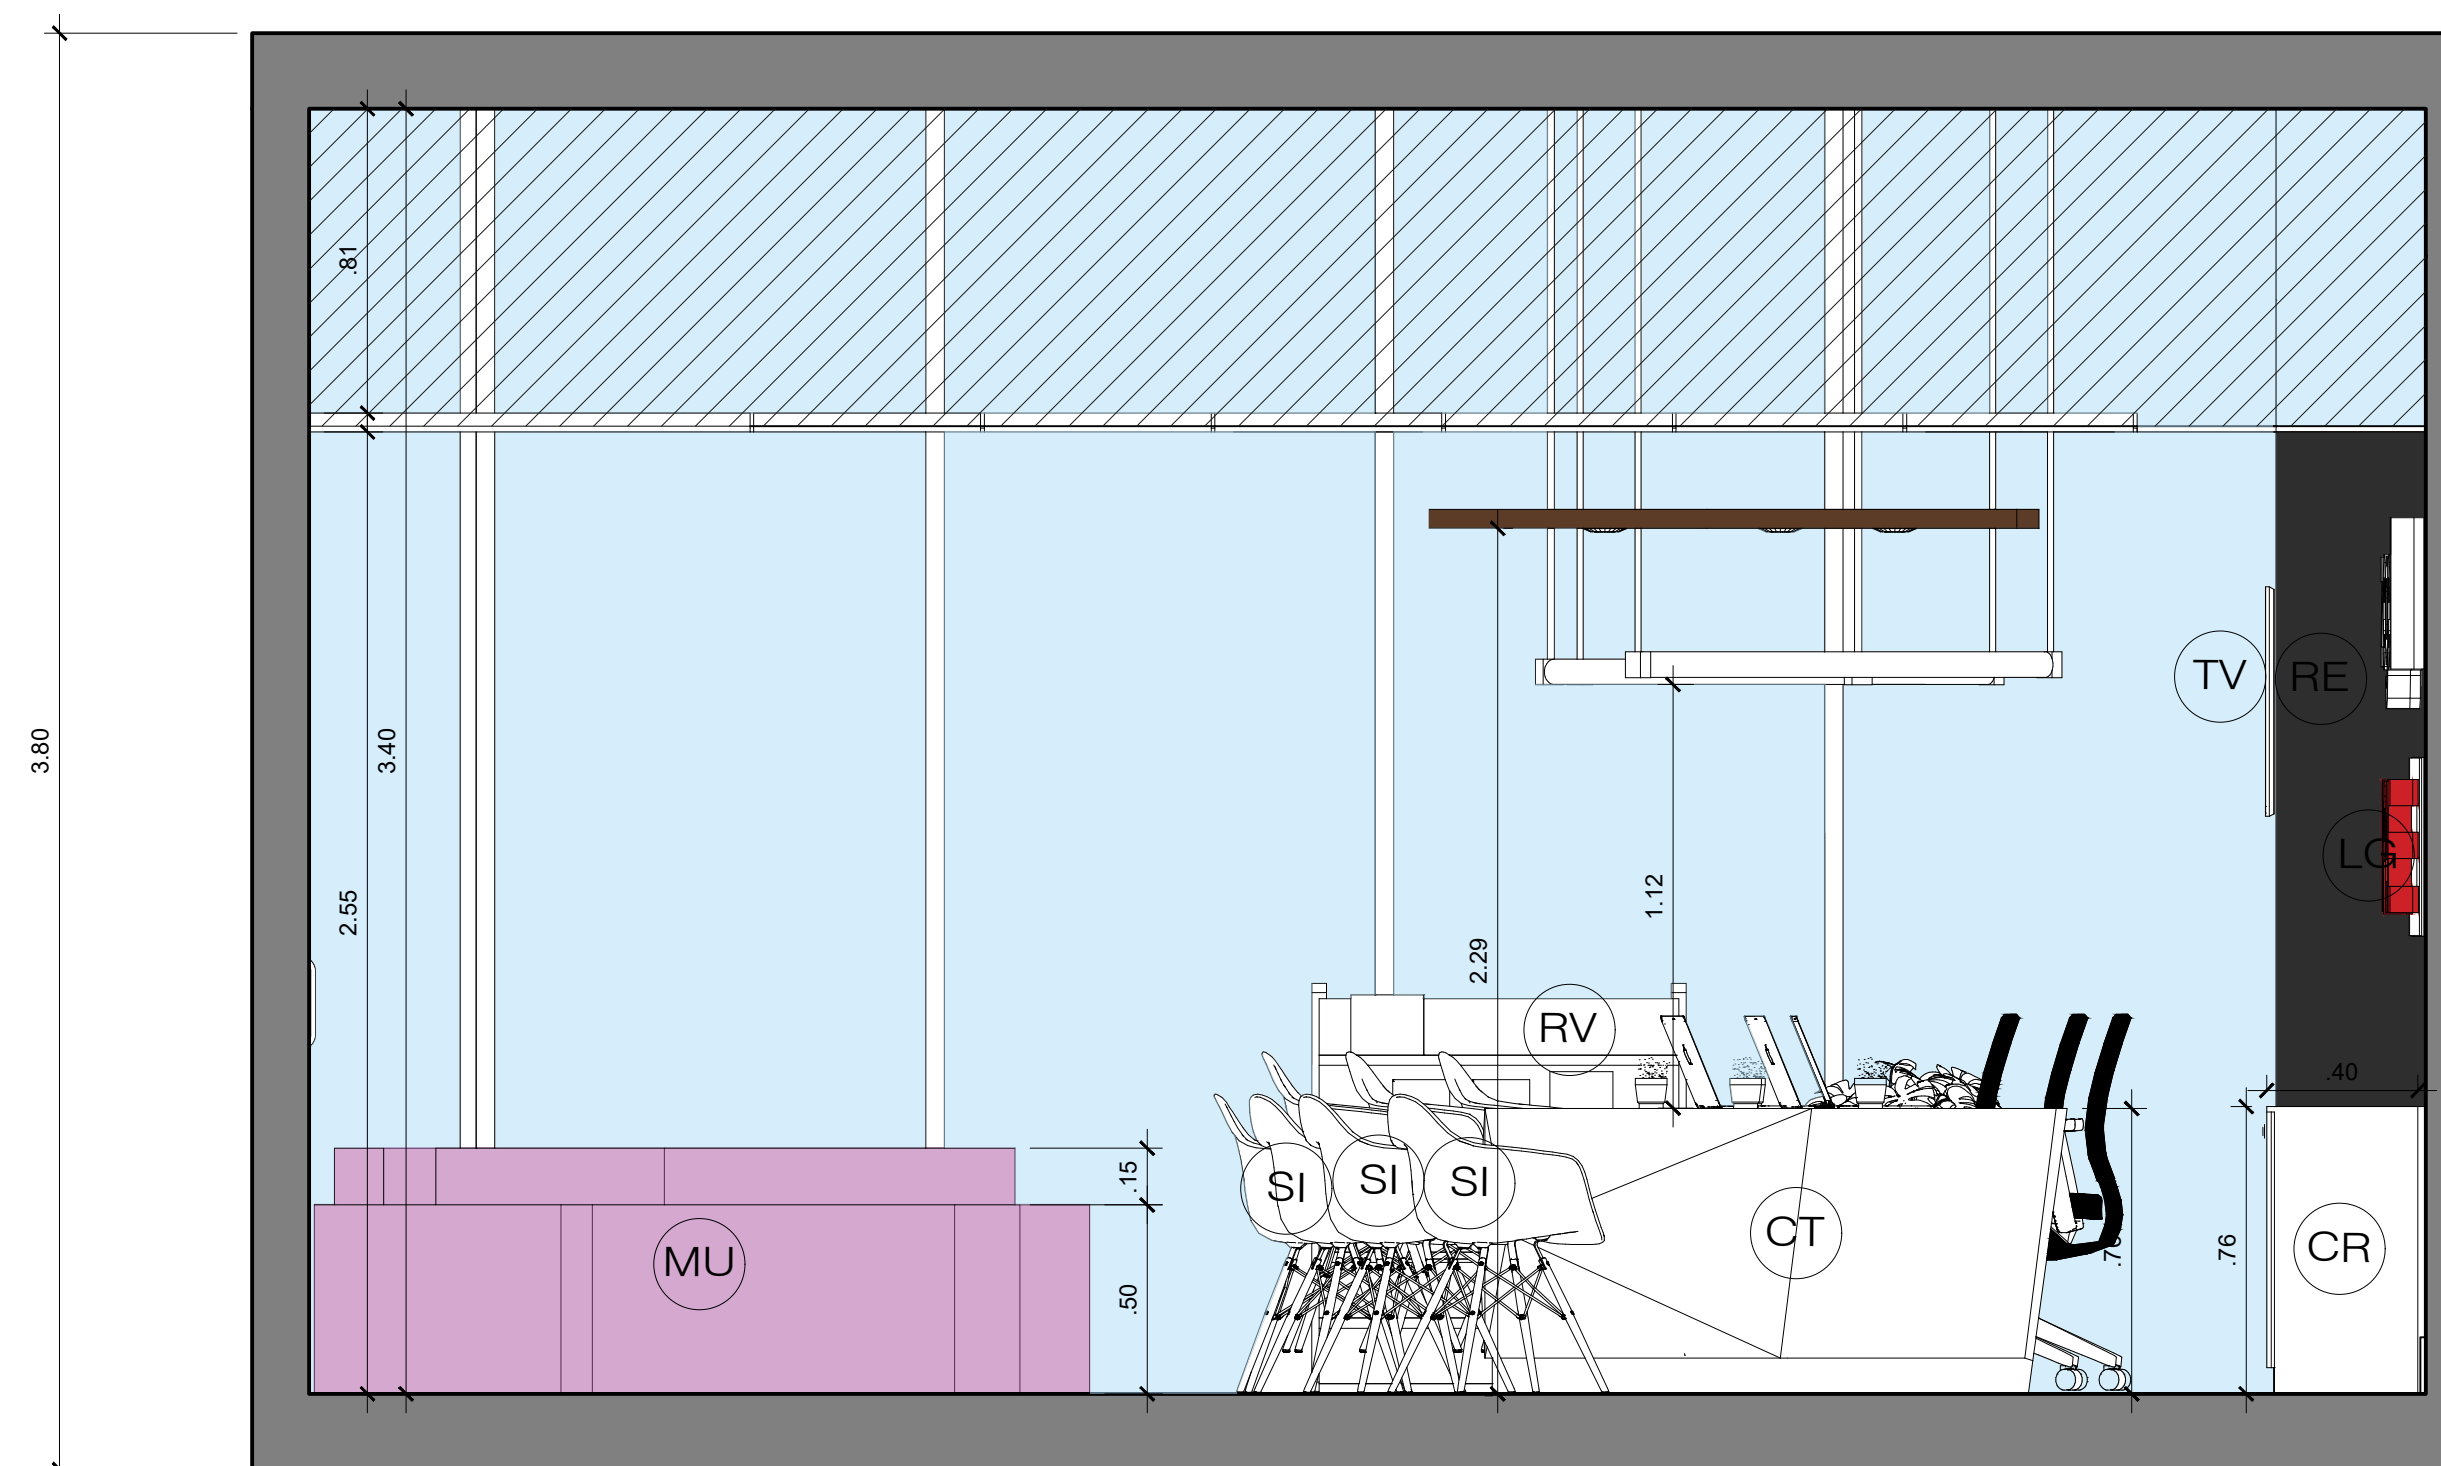 .81
3.80
3.40
TV
RE
LG
2.55
1.12
2.29
RV
.40
.15
SI
SI
SI
CT
.76
CR
MU
.50